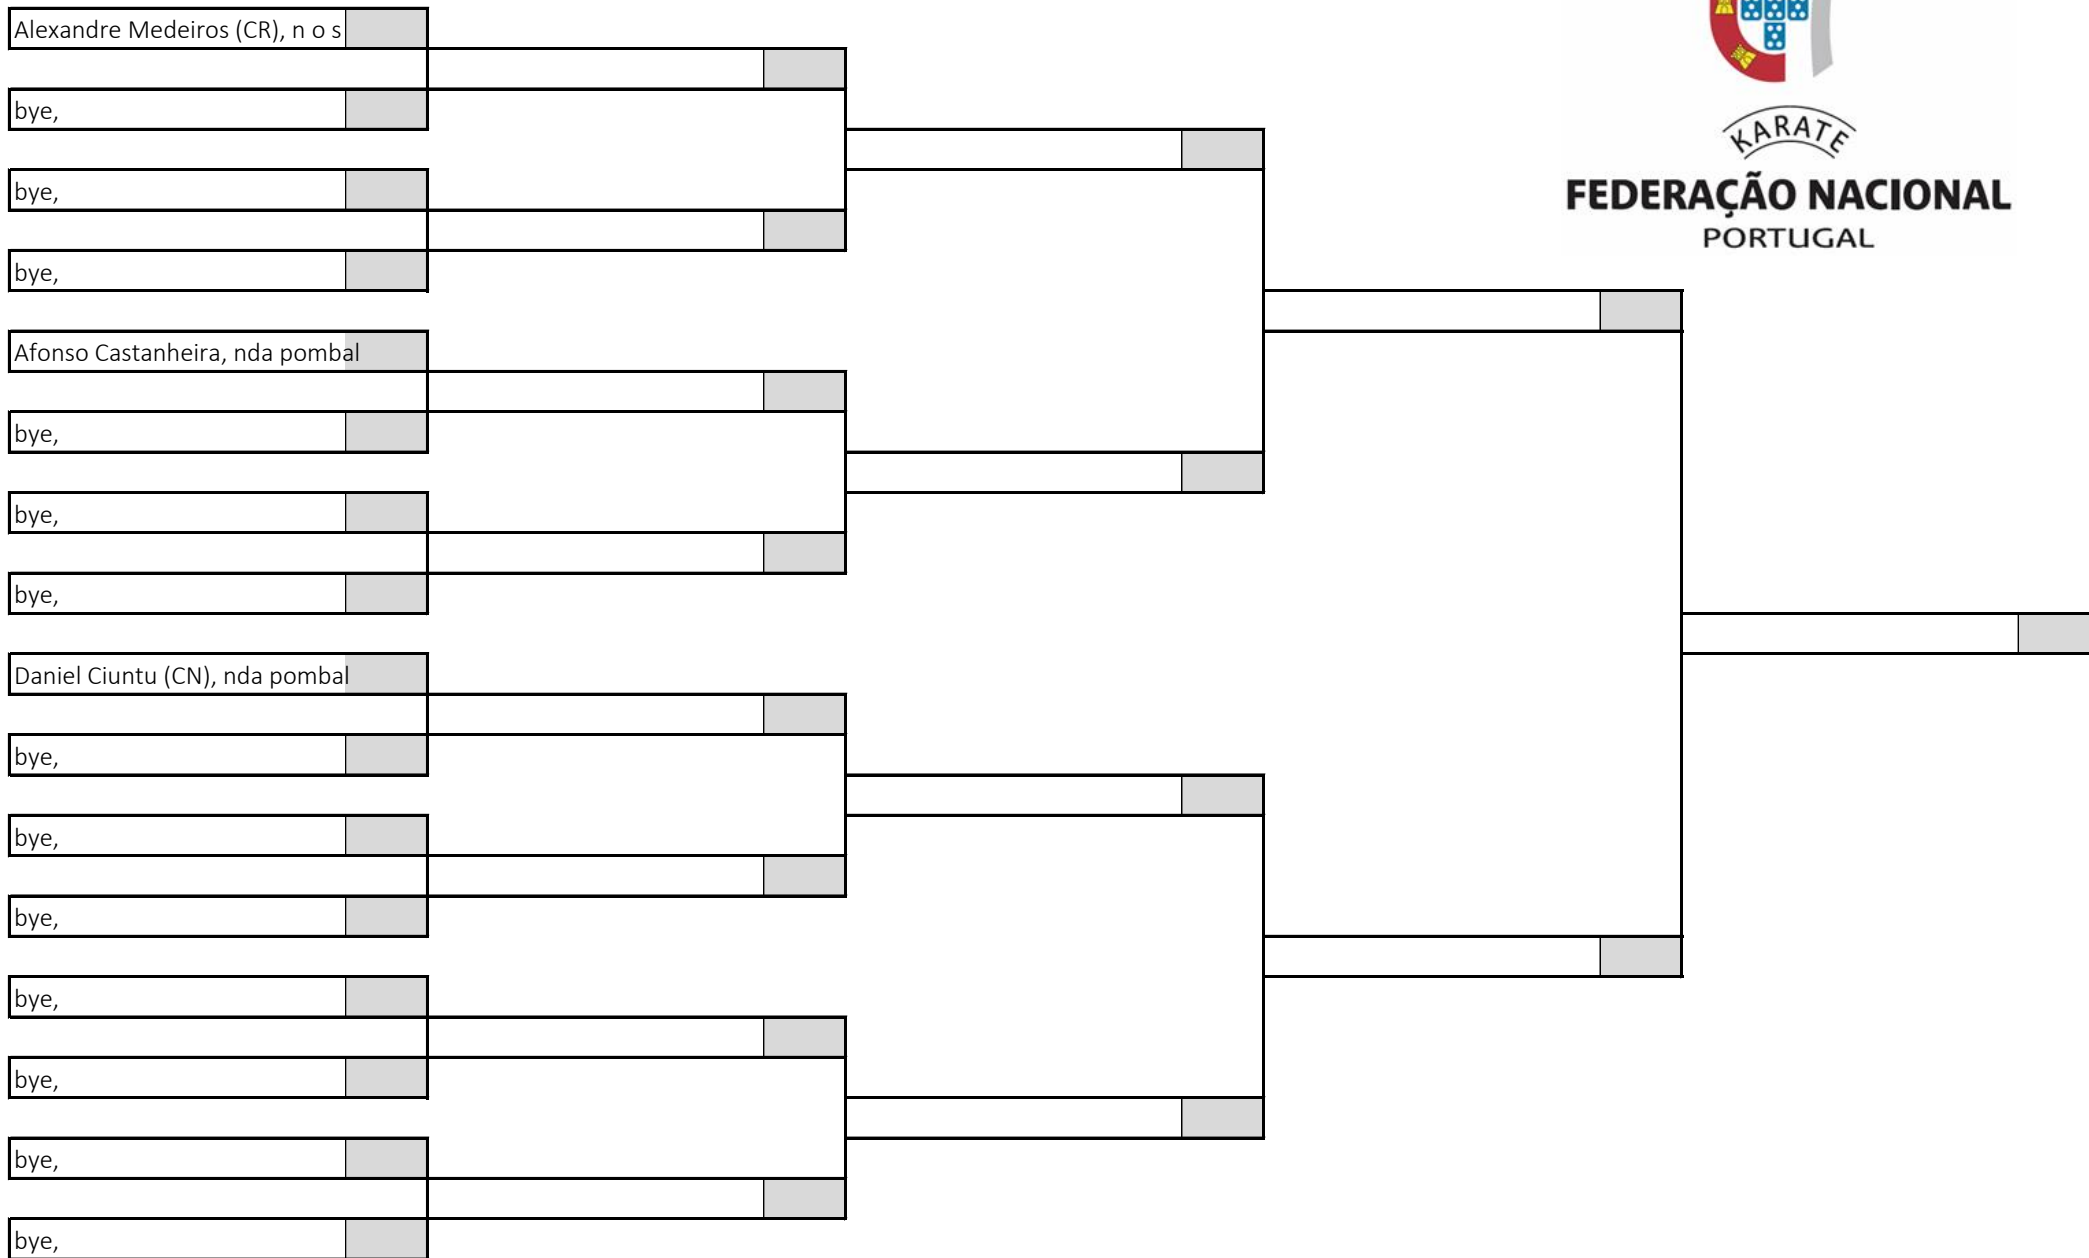 Alexandre Medeiros (CR), n o s
bye,
bye,
bye,
Afonso Castanheira, nda pombal
bye,
bye,
bye,
Daniel Ciuntu (CN), nda pombal
bye,
bye,
bye,
bye,
bye,
bye,
bye,
KARATE
FEDERAÇÃO NACIONAL
PORTUGAL